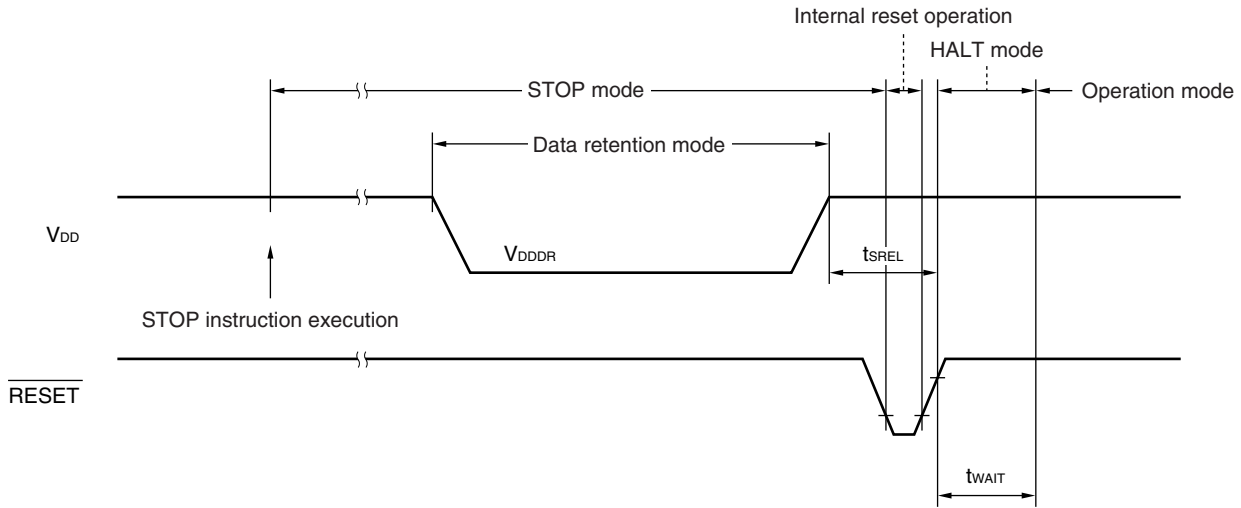 Internal reset operation
HALT mode
STOP mode
Operation mode
Data retention mode
VDD
VDDDR
tSREL
STOP instruction execution
RESET
tWAIT